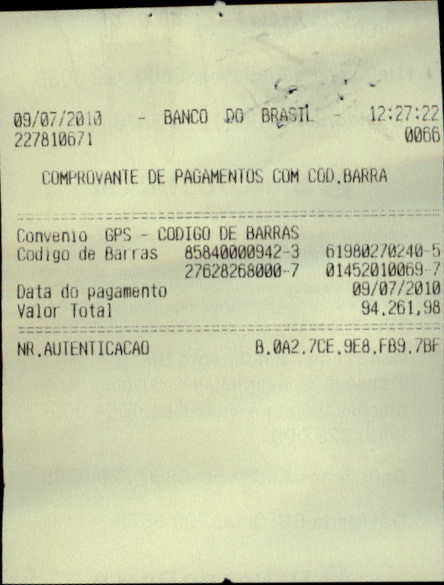 09/07/2010 - BANCO DO BRASIL - 12:27:22
227810671 0066
COMPROVANTE DE PAGAMENTOS COM COD.BARRA
Convenio GPS - CODIGO DE BARRAS
Codigo de Barras 85840000942-3 61980270240-5
27628268000-7 01452010069-7
Data do pagamento 09/07/2010
Valor Total 94.261,98
NR.AUTENTICACAO B.0A2.7CE.9E8.FB9.7BF